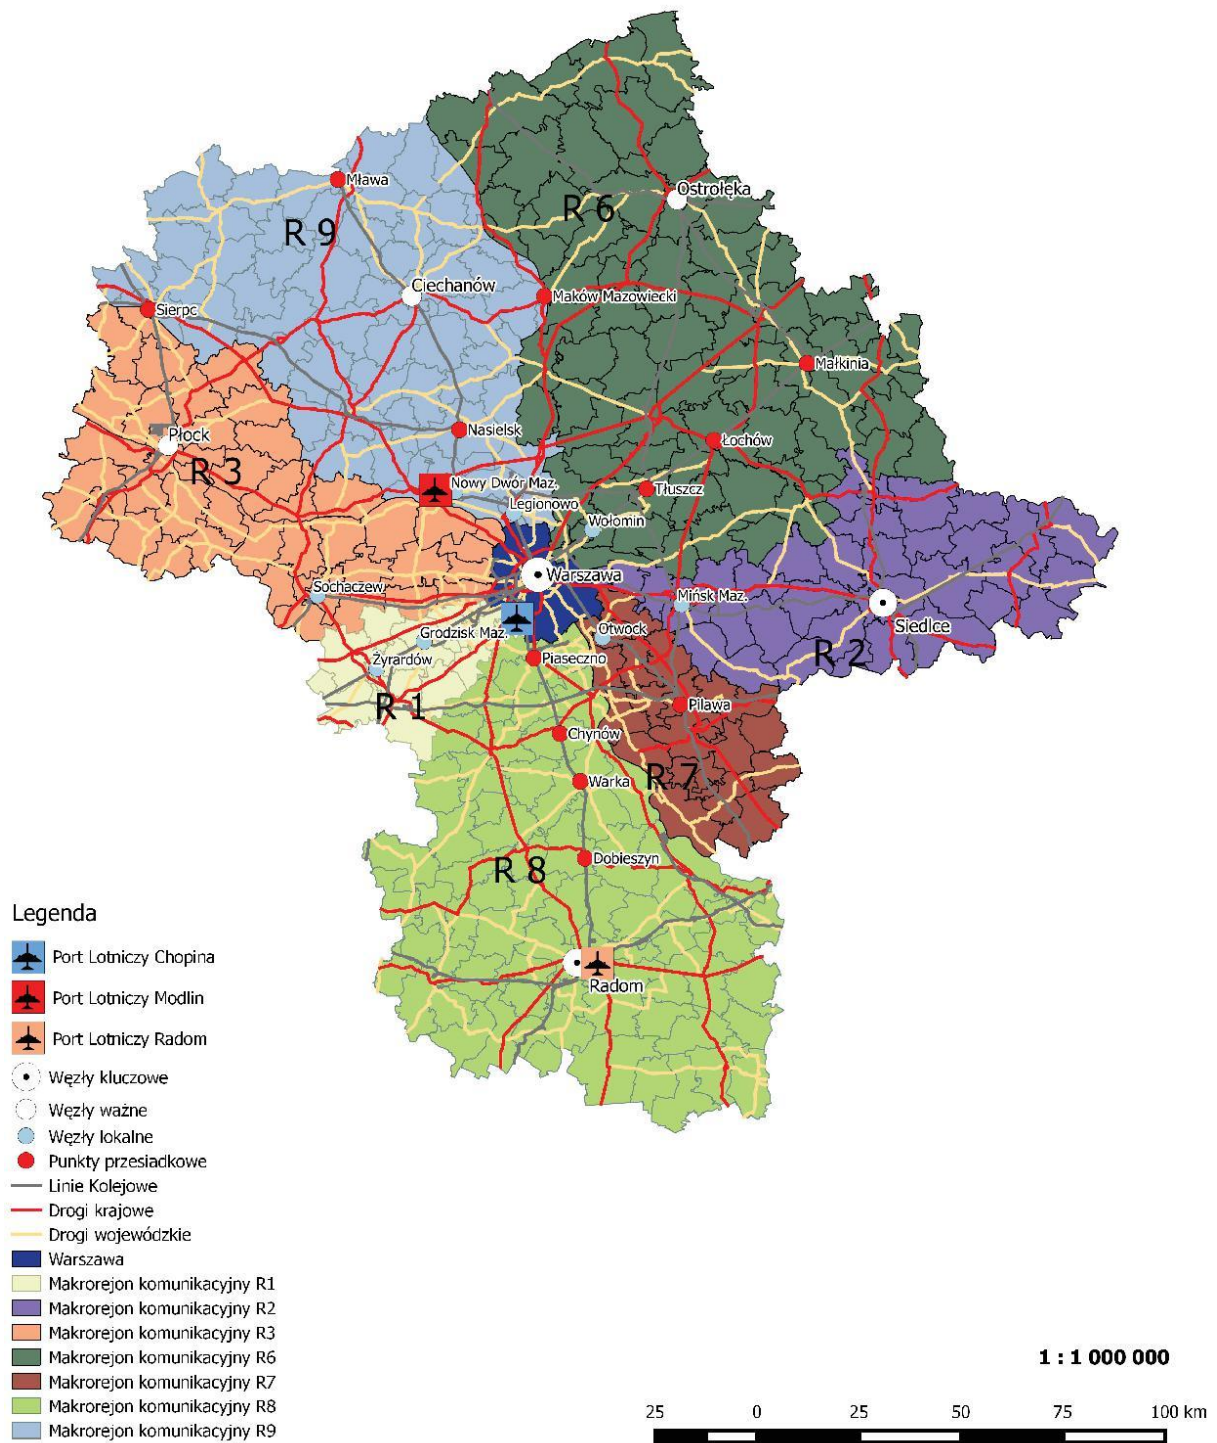 Ostrołęka
R 6
Mława
R 9
Ciechanów
Maków Mazowiecki
Sierpc
Małkinia
Płock
Nasielsk
Łochów
R 3
Nowy Dwór Maz.
Tłuszcz
Legionowo
Wołomin
Warszawa
Sochaczew
Mińsk Maz.
Siedlce
Grodzisk Maz.
Otwock
R 2
Żyrardów
Piaseczno
R 1
Pilawa
Chynów
R 7
Warka
R 8
Dobieszyn
Radom
Legenda
Port Lotniczy Chopina
Port Lotniczy Modlin
Port Lotniczy Radom
Węzły kluczowe
Węzły ważne
Węzły lokalne
Punkty przesiadkowe
Linie Kolejowe
Drogi krajowe
Drogi wojewódzkie
Warszawa
Makrorejon komunikacyjny R1
Makrorejon komunikacyjny R2
Makrorejon komunikacyjny R3
Makrorejon komunikacyjny R6
Makrorejon komunikacyjny R7
Makrorejon komunikacyjny R8
Makrorejon komunikacyjny R9
1 : 1 000 000
25 0 25 50 75 100 km